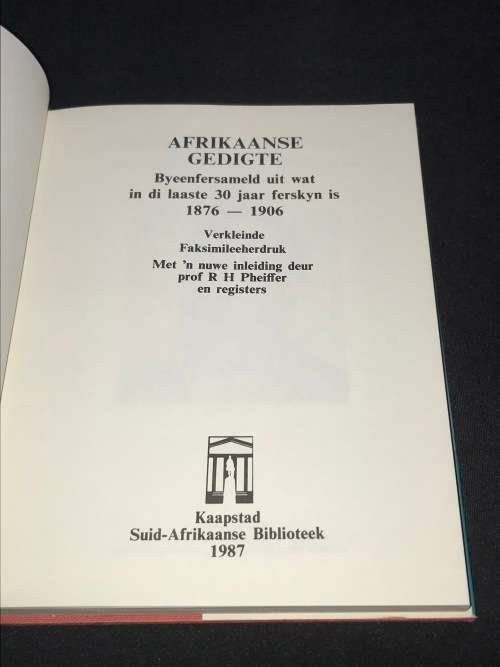 AFRIKAANSE
GEDIGTE
Byeenfersameld uit wat
in di laaste 30 jaar ferskyn is
1876 — 1906
Verkleinde
Faksimileeherdruk
Met 'n nuwe inleiding deur
prof R H Pheiffer
en registers
Kaapstad
Suid-Afrikaanse Biblioteek
1987